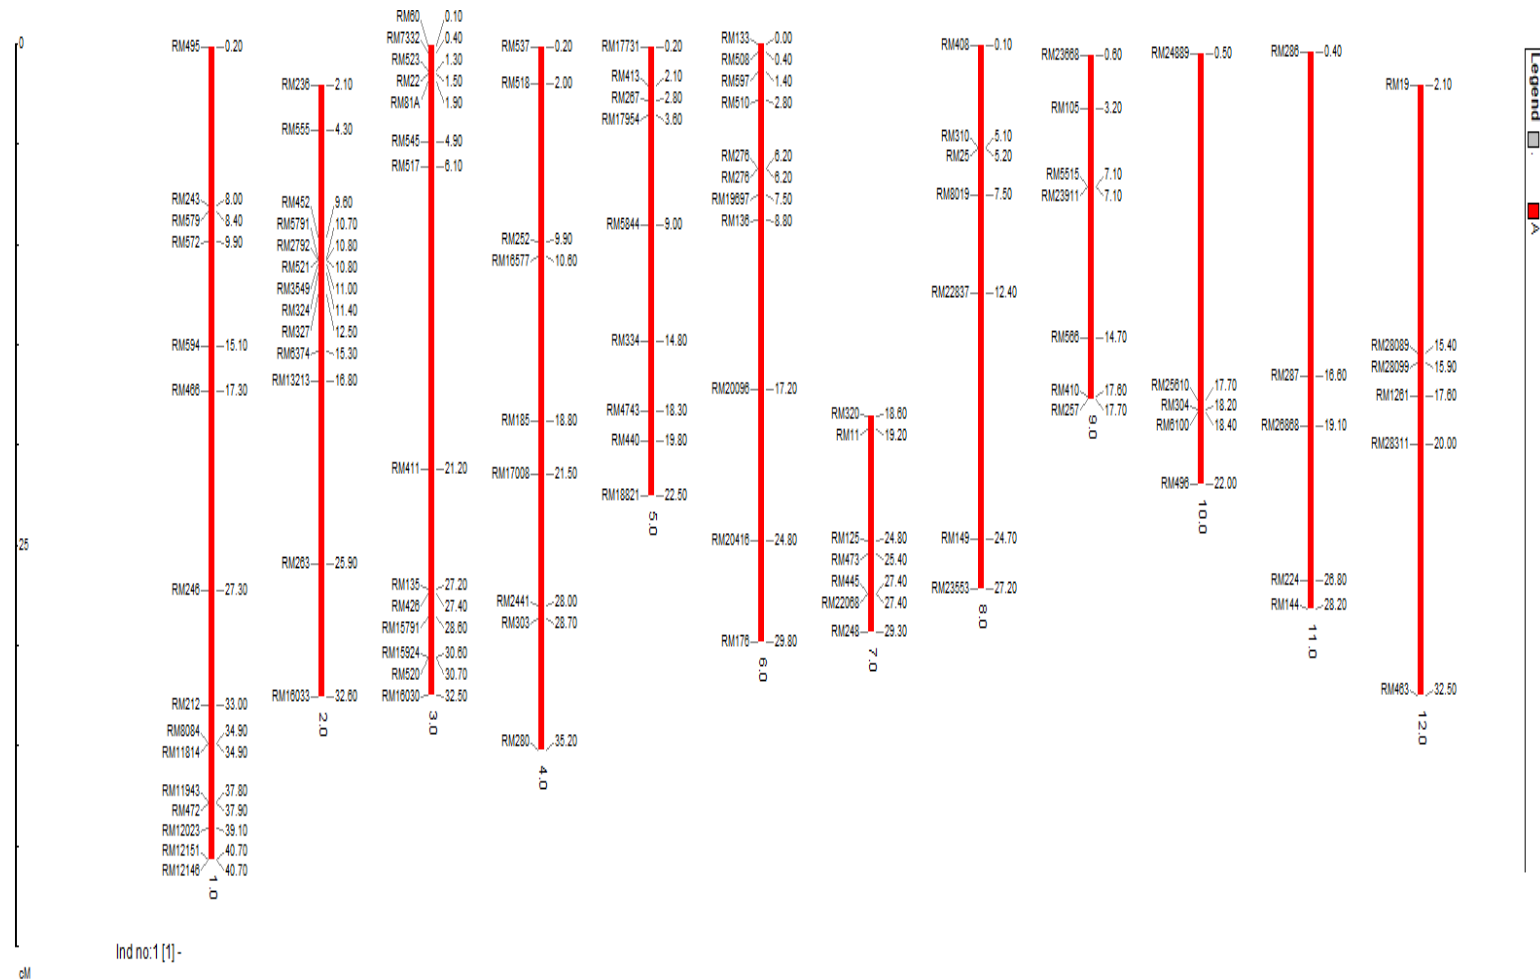 0
25
cM
RM495 0.20
RM243 8.00
RM579 8.40
RM572 9.90
RM594 15.10
RM466 17.30
RM246 27.30
RM212 33.00
RM8084 34.90
RM11814 34.90
RM11943 37.80
RM472 37.90
RM12023 39.10
RM12151 40.70
RM12146 40.70
1.0
RM236 2.10
RM555 4.30
RM452 9.60
RM5791 10.70
RM2792 10.80
RM521 10.80
RM3549 11.00
RM324 11.40
RM327 12.50
RM6374 15.30
RM13213 16.80
RM263 25.90
RM16033 32.60
2.0
RM60 0.10
RM7332 0.40
RM523 1.30
RM22 1.50
RM81A 1.90
RM545 4.90
RM517 6.10
RM411 21.20
RM135 27.20
RM426 27.40
RM15791 28.60
RM15924 30.60
RM520 30.70
RM16030 32.50
3.0
RM537 0.20
RM518 2.00
RM252 9.90
RM16577 10.60
RM185 18.80
RM17008 21.50
RM2441 28.00
RM303 28.70
RM280 35.20
4.0
RM17731 0.20
RM413 2.10
RM267 2.80
RM17954 3.60
RM5844 9.00
RM334 14.80
RM4743 18.30
RM440 19.80
RM18821 22.50
5.0
RM133 0.00
RM508 0.40
RM597 1.40
RM510 2.80
RM276 6.20
RM276 6.20
RM19697 7.50
RM136 8.80
RM20096 17.20
RM20416 24.80
RM176 29.80
6.0
RM320 18.60
RM11 19.20
RM125 24.80
RM473 25.40
RM445 27.40
RM22068 27.40
RM248 29.30
7.0
RM408 0.10
RM310 5.10
RM25 5.20
RM8019 7.50
RM22837 12.40
RM149 24.70
RM23553 27.20
8.0
RM23668 0.60
RM105 3.20
RM5515 7.10
RM23911 7.10
RM566 14.70
RM410 17.60
RM257 17.70
9.0
RM24889 0.50
RM25610 17.70
RM304 18.20
RM6100 18.40
RM496 22.00
10.0
RM286 0.40
RM287 16.60
RM26868 19.10
RM224 26.80
RM144 28.20
11.0
RM19 2.10
RM28089 15.40
RM28099 15.90
RM1261 17.60
RM28311 20.00
RM463 32.50
12.0
Legend . A
Ind no:1 [1] -